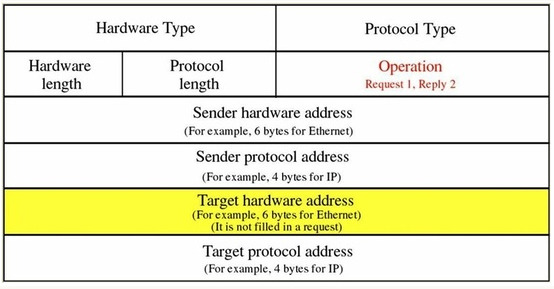 Hardware Type
Protocol Type
Hardware
length
Protocol
length
Operation
Request 1, Reply 2
Sender hardware address
(For example, 6 bytes for Ethernet)
Sender protocol address
(For example, 4 bytes for IP)
Target hardware address
(For example, 6 bytes for Ethernet)
(It is not filled in a request)
Target protocol address
(For example, 4 bytes for IP)